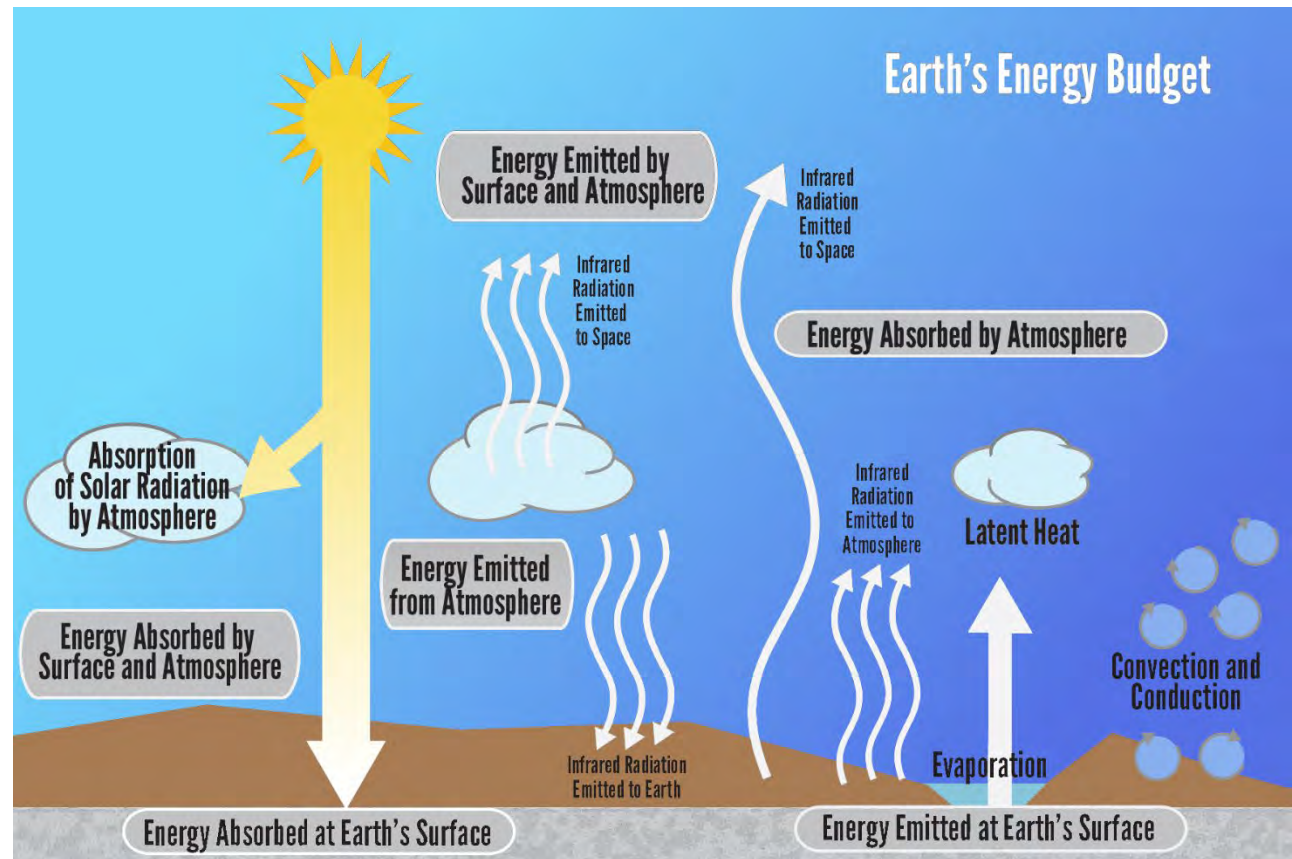 Earth's Energy Budget
Energy Emitted by
Surface and Atmosphere
Infrared
Radiation
Emitted
to Space
Infrared
Radiation
Emitted
to Space
Energy Absorbed by Atmosphere
Absorption
of Solar Radiation
by Atmosphere
Infrared
Radiation
Emitted to
Atmosphere
Latent Heat
Energy Emitted
from Atmosphere
Energy Absorbed by
Surface and Atmosphere
Convection and
Conduction
Infrared Radiation
Emitted to Earth
Evaporation
Energy Absorbed at Earth's Surface
Energy Emitted at Earth's Surface